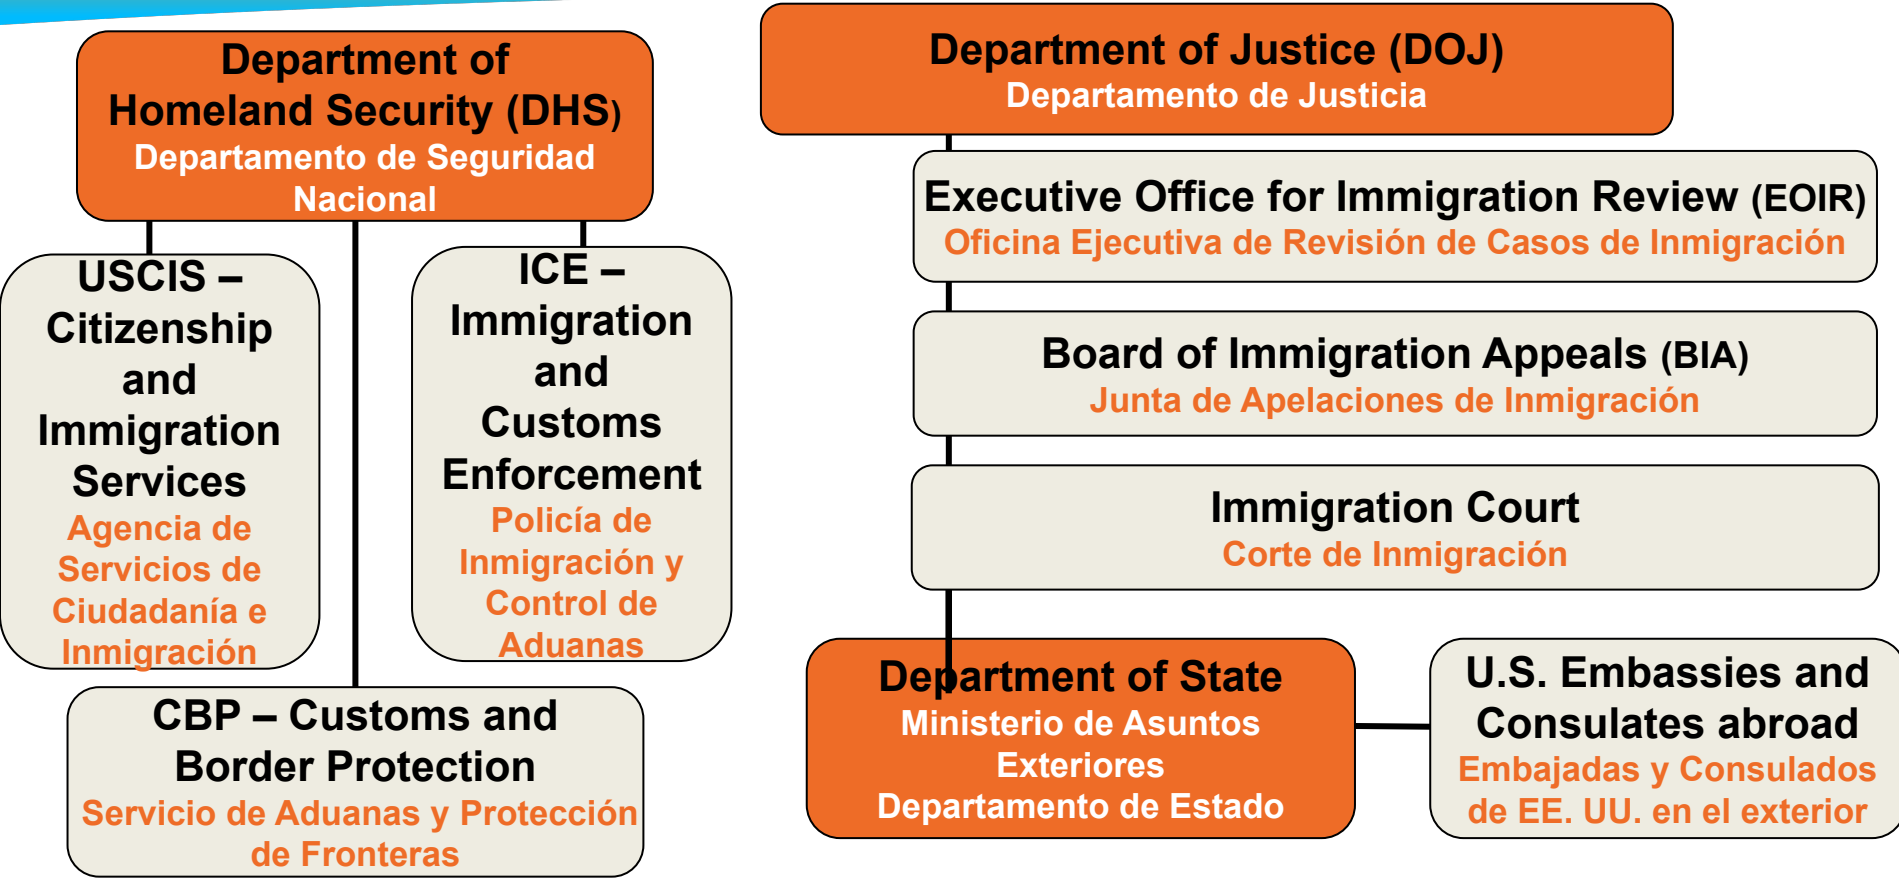 Department of
Homeland Security (DHS)
Departamento de Seguridad
Nacional
USCIS –
Citizenship
and
Immigration
Services
Agencia de
Servicios de
Ciudadanía e
Inmigración
ICE –
Immigration
and
Customs
Enforcement
Policía de
Inmigración y
Control de
Aduanas
CBP – Customs and
Border Protection
Servicio de Aduanas y Protección
de Fronteras
Department of Justice (DOJ)
Departamento de Justicia
Executive Office for Immigration Review (EOIR)
Oficina Ejecutiva de Revisión de Casos de Inmigración
Board of Immigration Appeals (BIA)
Junta de Apelaciones de Inmigración
Immigration Court
Corte de Inmigración
Department of State
Ministerio de Asuntos
Exteriores
Departamento de Estado
U.S. Embassies and
Consulates abroad
Embajadas y Consulados
de EE. UU. en el exterior